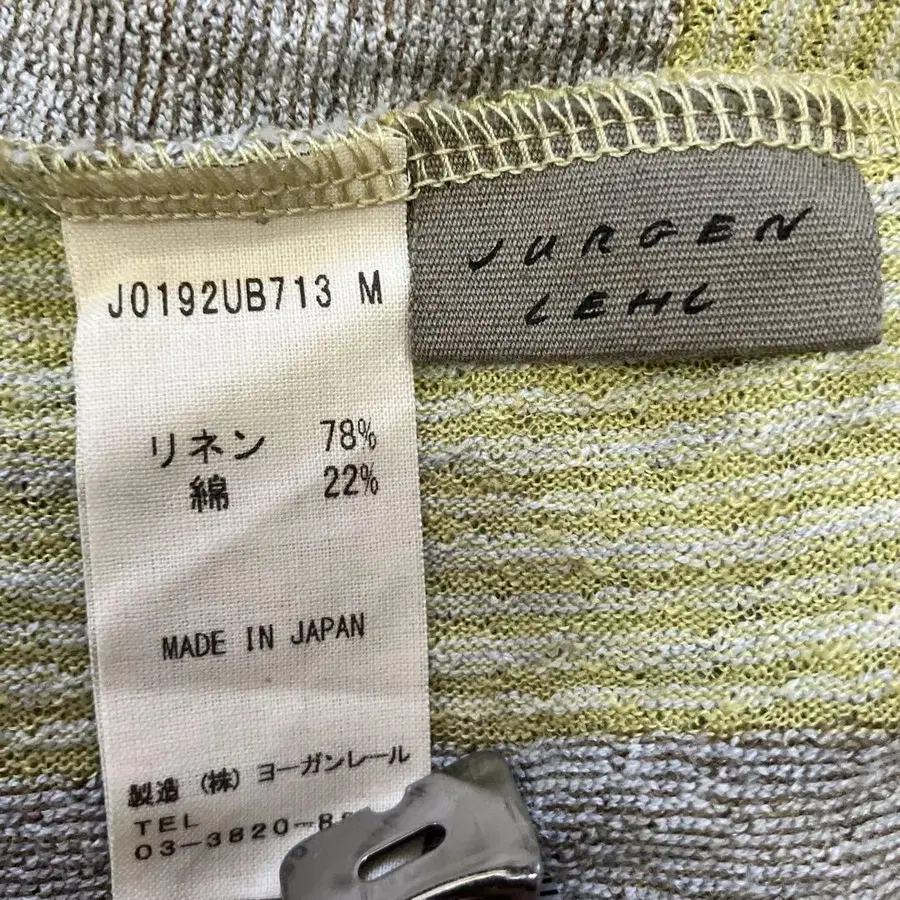 J0192UB713 M
リネン 78%
綿 22%
MADE IN JAPAN
製造 (株) ヨーガンレール
TEL
JURGEN
LEHL